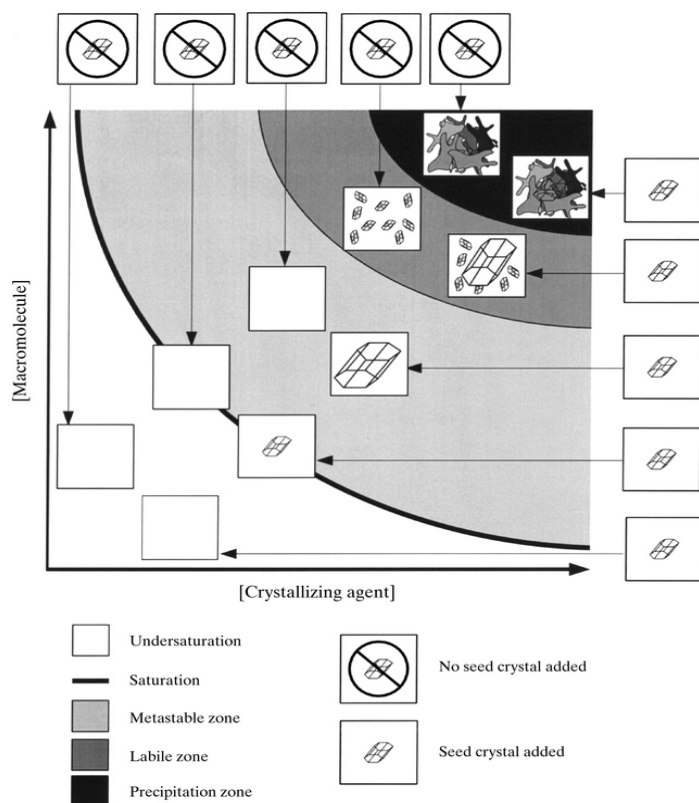 [Macromolecule]
[Crystallizing agent]
Undersaturation
Saturation
Metastable zone
Labile zone
Precipitation zone
No seed crystal added
Seed crystal added